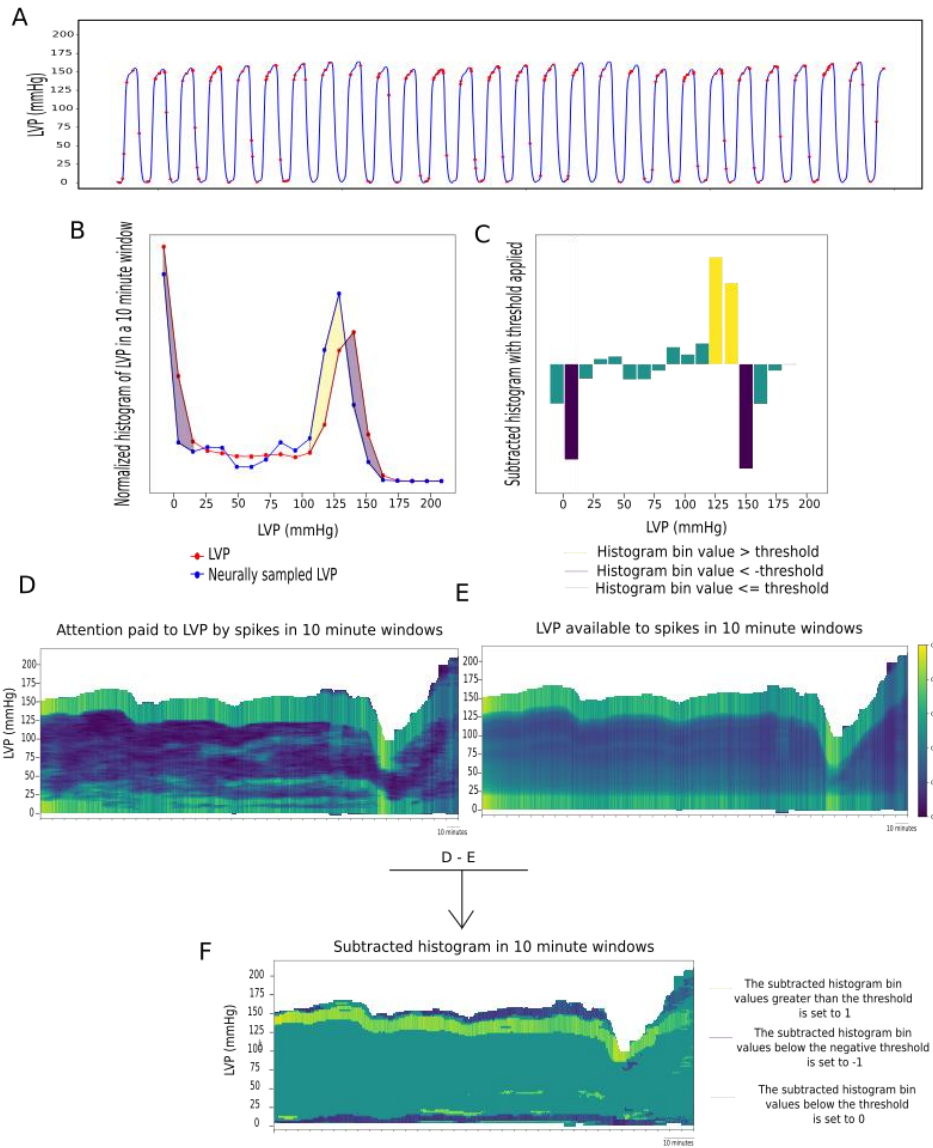 A
LVP (mmHg)
200
175
150
125
100
75
50
25
0
B
Normalized histogram of LVP in a 10 minute window
0 25 50 75 100 125 150 175 200
LVP (mmHg)
LVP
Neurally sampled LVP
C
Subtracted histogram with threshold applied
0 25 50 75 100 125 150 175 200
LVP (mmHg)
Histogram bin value > threshold
Histogram bin value < -threshold
Histogram bin value <= threshold
D
Attention paid to LVP by spikes in 10 minute windows
LVP (mmHg)
200
175
150
125
100
75
50
25
0
10 minutes
E
LVP available to spikes in 10 minute windows
200
175
150
125
100
75
50
25
0
10 minutes
D - E
F
Subtracted histogram in 10 minute windows
LVP (mmHg)
200
175
150
125
100
75
50
25
0
10 minutes
The subtracted histogram bin
values greater than the threshold
is set to 1
The subtracted histogram bin
values below the negative threshold
is set to -1
The subtracted histogram bin
values below the threshold
is set to 0